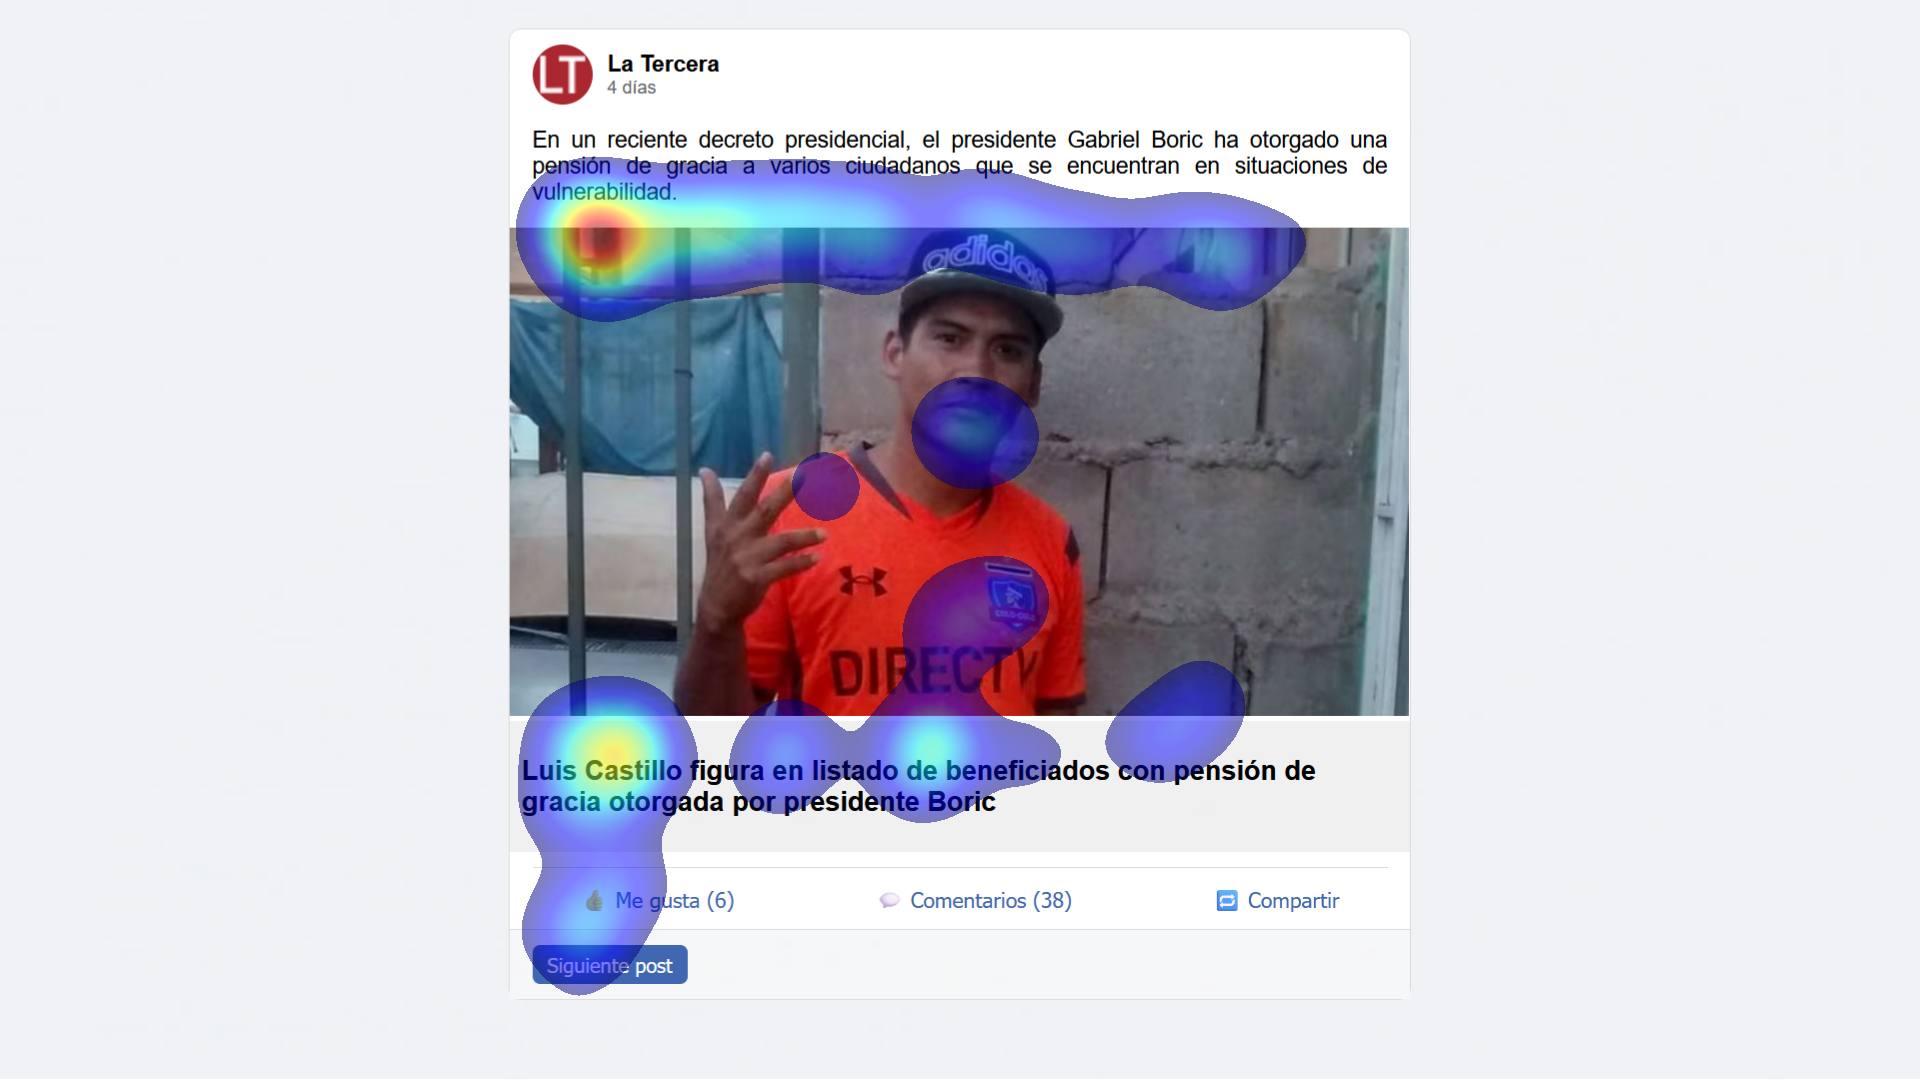 LT
La Tercera
4 días
En un reciente decreto presidencial, el presidente Gabriel Boric ha otorgado una
pensión de gracia a varios ciudadanos que se encuentran en situaciones de
vulnerabilidad.
adidas
COLO-COLO
DIRECTV
Luis Castillo figura en listado de beneficiados con pensión de
gracia otorgada por presidente Boric
Me gusta (6) Comentarios (38) Compartir
Siguiente post